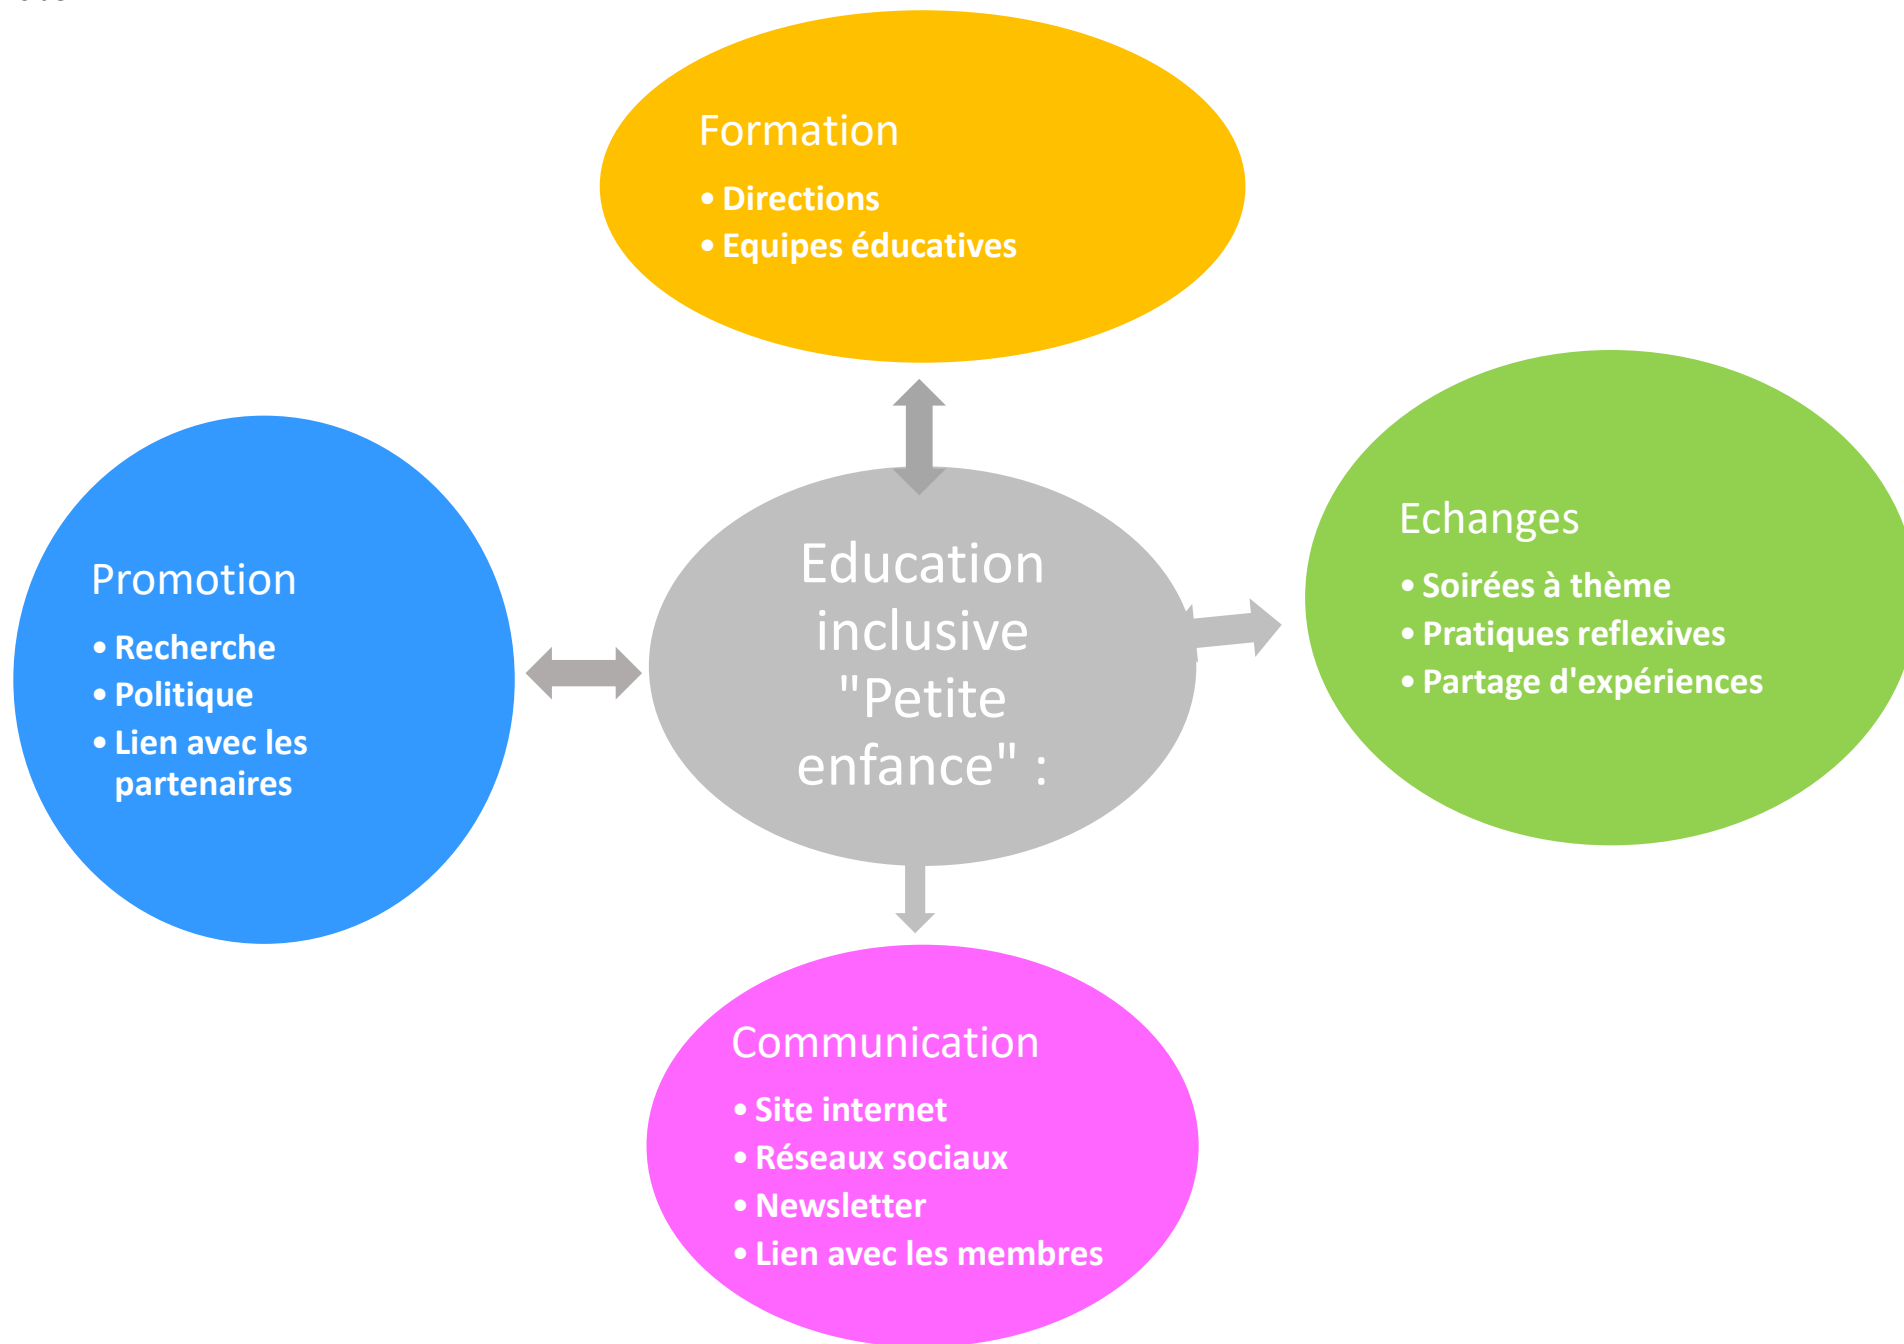 Formation
• Directions
• Equipes éducatives
Promotion
• Recherche
• Politique
• Lien avec les
partenaires
Education
inclusive
"Petite
enfance" :
Echanges
• Soirées à thème
• Pratiques reflexives
• Partage d'expériences
Communication
• Site internet
• Réseaux sociaux
• Newsletter
• Lien avec les membres